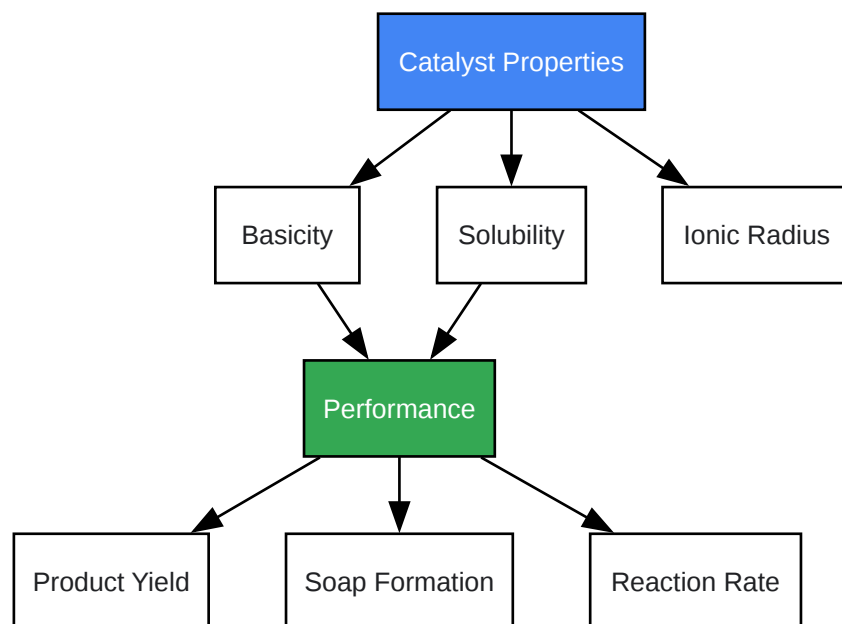 Catalyst Properties
Basicity
Solubility
Ionic Radius
Performance
Product Yield
Soap Formation
Reaction Rate